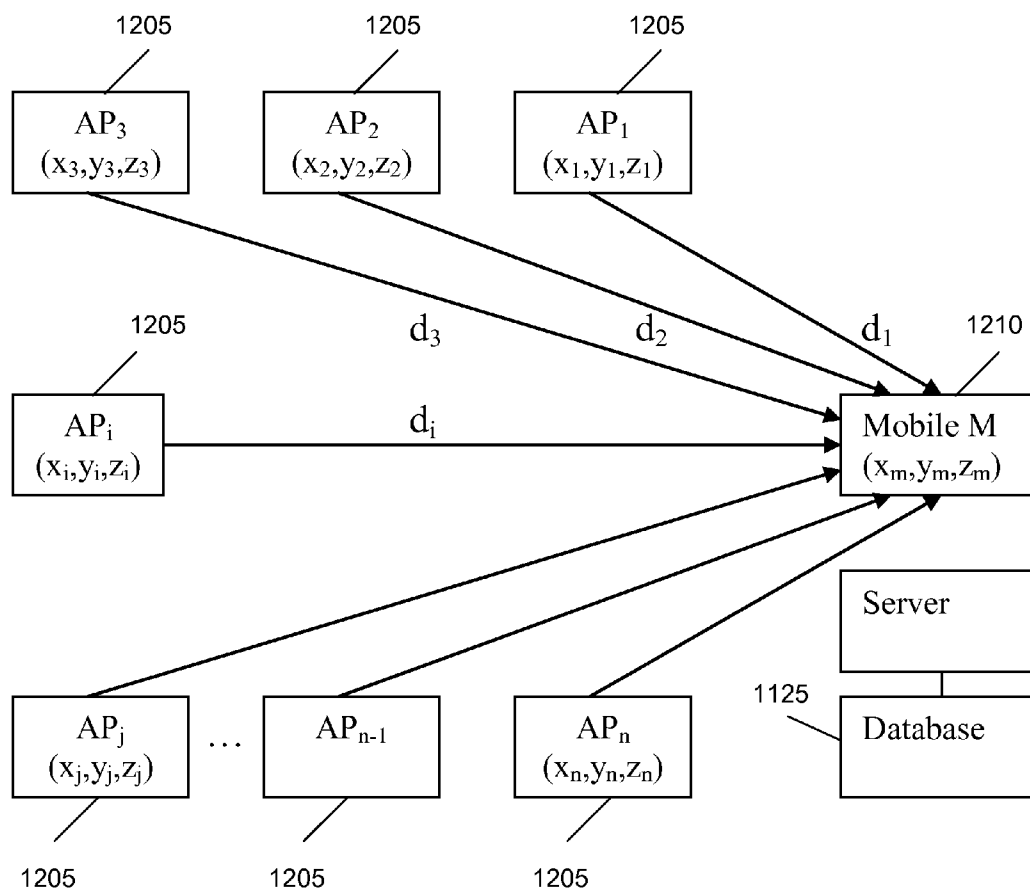 1205 1205 1205
AP₃ AP₂ AP₁
(x₃,y₃,z₃) (x₂,y₂,z₂) (x₁,y₁,z₁)
1205 d₃ d₂ d₁ 1210
APᵢ dᵢ Mobile M
(xᵢ,yᵢ,zᵢ) (xₘ,yₘ,zₘ)
Server
1125
APⱼ ... APₙ₋₁ APₙ Database
(xⱼ,yⱼ,zⱼ) (xₙ,yₙ,zₙ)
1205 1205 1205